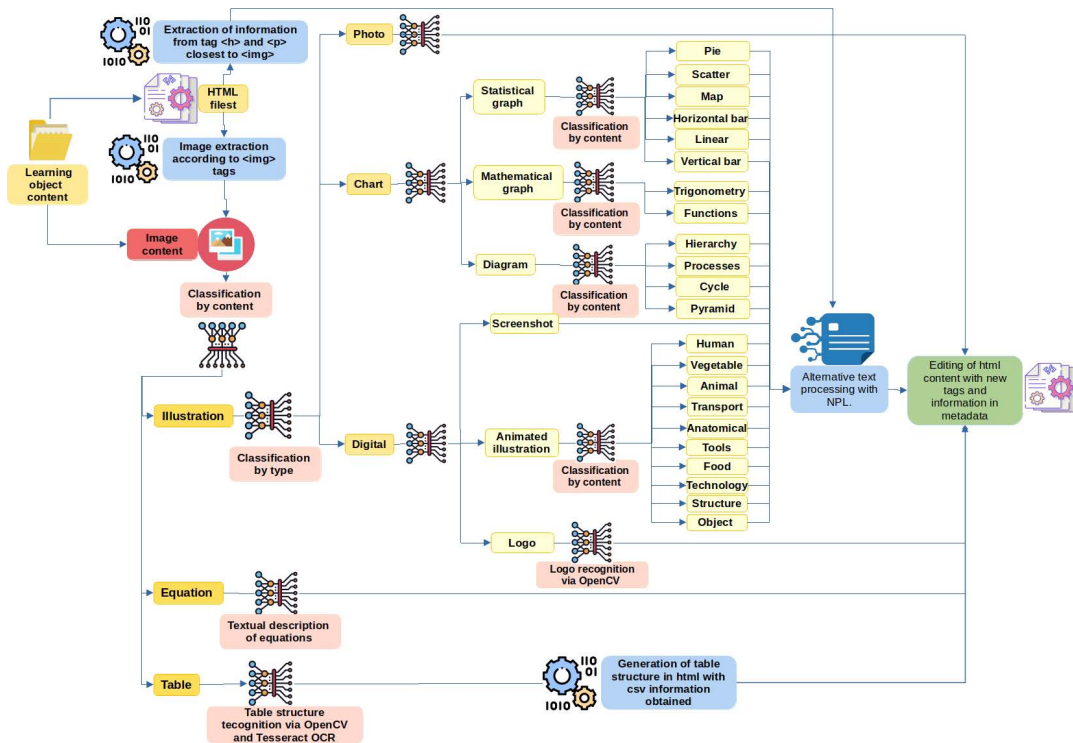 110
01
1010
Extraction of information
from tag <h> and <p>
closest to <img>
Photo
HTML
filest
110
01
1010
Image extraction
according to <img>
tags
Learning
object
content
Image
content
Classification
by content
Illustration
Classification
by type
Chart
Digital
Statistical
graph
Classification
by content
Mathematical
graph
Classification
by content
Diagram
Classification
by content
Screenshot
Animated
illustration
Classification
by content
Logo
Logo recognition
via OpenCV
Pie
Scatter
Map
Horizontal bar
Linear
Vertical bar
Trigonometry
Functions
Hierarchy
Processes
Cycle
Pyramid
Human
Vegetable
Animal
Transport
Anatomical
Tools
Food
Technology
Structure
Object
Alternative text
processing with
NPL.
Editing of html
content with new
tags and
information in
metadata
Equation
Textual description
of equations
Table
Table structure
tecognition via OpenCV
and Tesseract OCR
110
01
1010
Generation of table
structure in html with
csv information
obtained